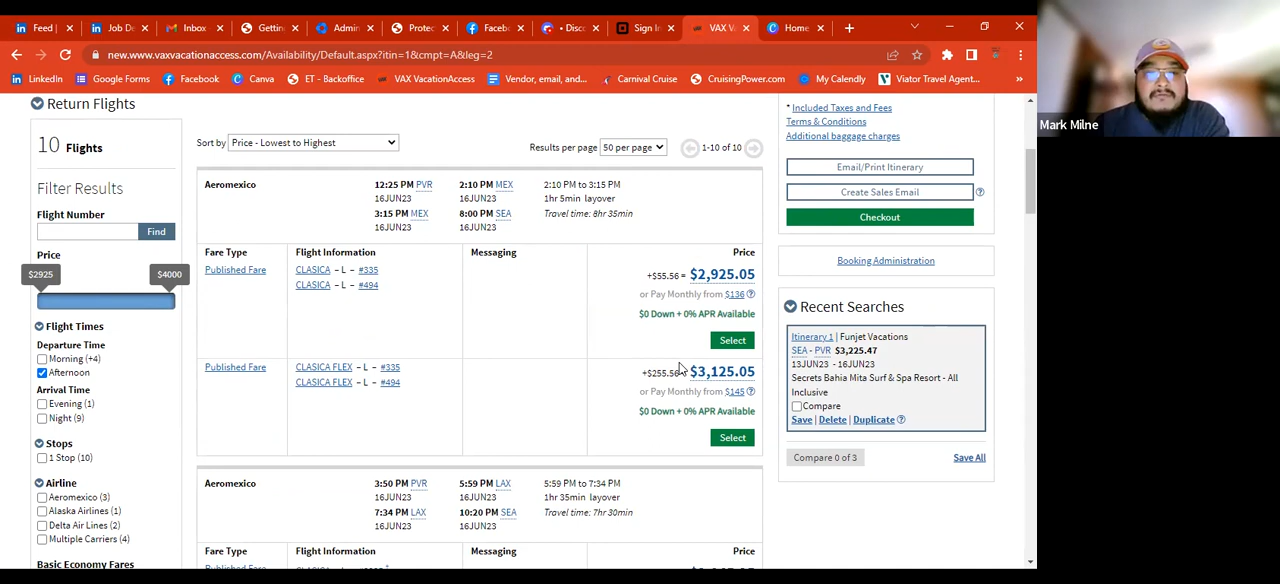 Feed | Job De Inbox Gettin Admin Protec Faceb • Disco Sign In VAX V Home
new.vaxvacationaccess.com/Availability/Default.aspx?itin=1&cmpt=A&leg=2
LinkedIn Google Forms Facebook Canva ET - Backoffice VAX VacationAccess Vendor, email, and... Carnival Cruise CruisingPower.com My Calendly Viator Travel Agent... »
Mark Milne
Return Flights
10 Flights
Filter Results
Flight Number
Find
Price
$2925 $4000
Flight Times
Departure Time
Morning (+4)
Afternoon
Arrival Time
Evening (1)
Night (9)
Stops
1 Stop (10)
Airline
Aeromexico (3)
Alaska Airlines (1)
Delta Air Lines (2)
Multiple Carriers (4)
Basic Economy Fares
Sort by Price - Lowest to Highest Results per page 50 per page 1-10 of 10
Aeromexico 12:25 PM PVR 2:10 PM MEX 2:10 PM to 3:15 PM
16JUN23 16JUN23 1hr 5min layover
3:15 PM MEX 8:00 PM SEA Travel time: 8hr 35min
16JUN23 16JUN23
Fare Type Flight Information Messaging Price
Published Fare CLASICA – L – #335 +$55.56 = $2,925.05
CLASICA – L – #494 or Pay Monthly from $136
$0 Down + 0% APR Available
Select
Published Fare CLASICA FLEX – L – #335 +$255.56 $3,125.05
CLASICA FLEX – L – #494 or Pay Monthly from $145
$0 Down + 0% APR Available
Select
Aeromexico 3:50 PM PVR 5:59 PM LAX 5:59 PM to 7:34 PM
16JUN23 16JUN23 1hr 35min layover
7:34 PM LAX 10:20 PM SEA Travel time: 7hr 30min
16JUN23 16JUN23
Fare Type Flight Information Messaging Price
* Included Taxes and Fees
Terms & Conditions
Additional baggage charges
Email/Print Itinerary
Create Sales Email
Checkout
Booking Administration
Recent Searches
Itinerary 1 | Funjet Vacations
SEA - PVR $3,225.47
13JUN23 - 16JUN23
Secrets Bahia Mita Surf & Spa Resort - All
Inclusive
Compare
Save | Delete | Duplicate
Compare 0 of 3 Save All